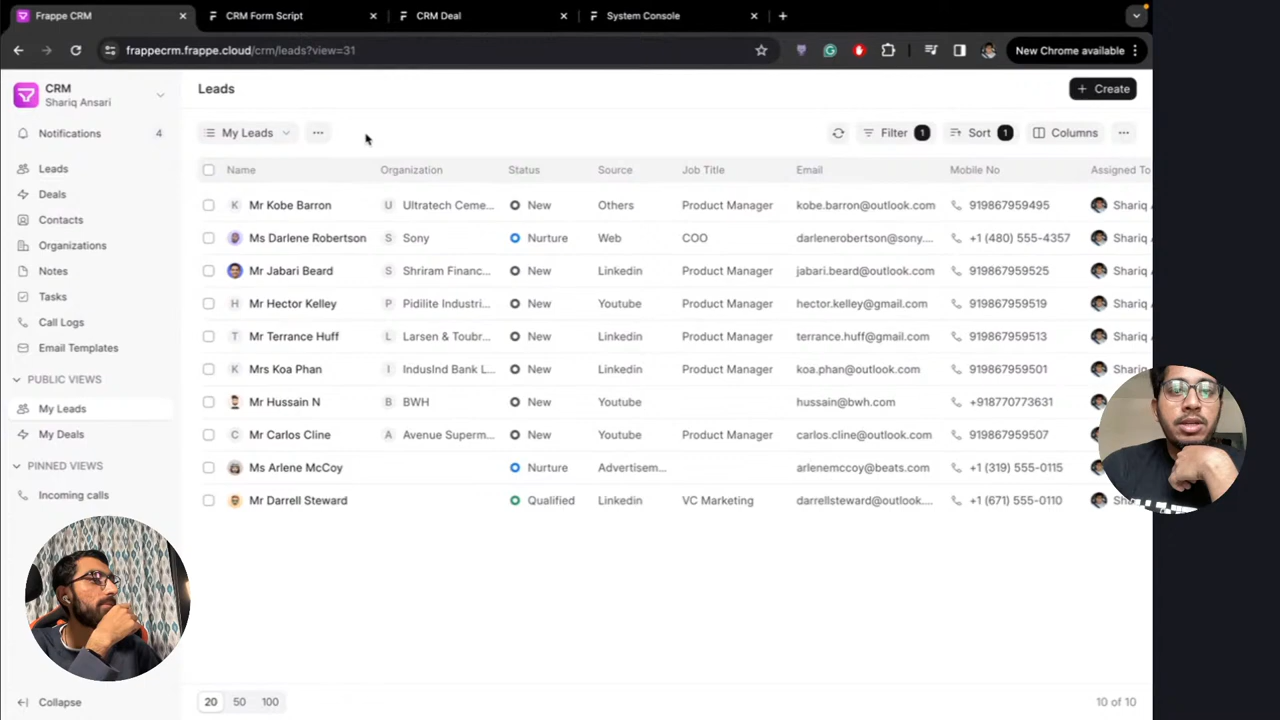 Frappe CRM
CRM Form Script
CRM Deal
System Console
frappecrm.frappe.cloud/crm/leads?view=31
New Chrome available
CRM
Shariq Ansari
Notifications 4
Leads
Deals
Contacts
Organizations
Notes
Tasks
Call Logs
Email Templates
PUBLIC VIEWS
My Leads
My Deals
PINNED VIEWS
Incoming calls
Collapse
Leads
+ Create
My Leads
Filter 1
Sort 1
Columns
Name Organization Status Source Job Title Email Mobile No Assigned To
K Mr Kobe Barron U Ultratech Ceme... New Others Product Manager kobe.barron@outlook.com 919867959495 Shariq A
Ms Darlene Robertson S Sony Nurture Web COO darlenerobertson@sony.... +1 (480) 555-4357 Shariq A
Mr Jabari Beard S Shriram Financ... New Linkedin Product Manager jabari.beard@outlook.com 919867959525 Shariq A
H Mr Hector Kelley P Pidilite Industri... New Youtube Product Manager hector.kelley@gmail.com 919867959519 Shariq A
T Mr Terrance Huff L Larsen & Toubr... New Linkedin Product Manager terrance.huff@gmail.com 919867959513 Shariq A
K Mrs Koa Phan I IndusInd Bank L... New Linkedin Product Manager koa.phan@outlook.com 919867959501
Mr Hussain N B BWH New Youtube hussain@bwh.com +918770773631
C Mr Carlos Cline A Avenue Superm... New Youtube Product Manager carlos.cline@outlook.com 919867959507
Ms Arlene McCoy Nurture Advertisem... arlenemccoy@beats.com +1 (319) 555-0115
Mr Darrell Steward Qualified Linkedin VC Marketing darrellsteward@outlook.... +1 (671) 555-0110
20 50 100
10 of 10